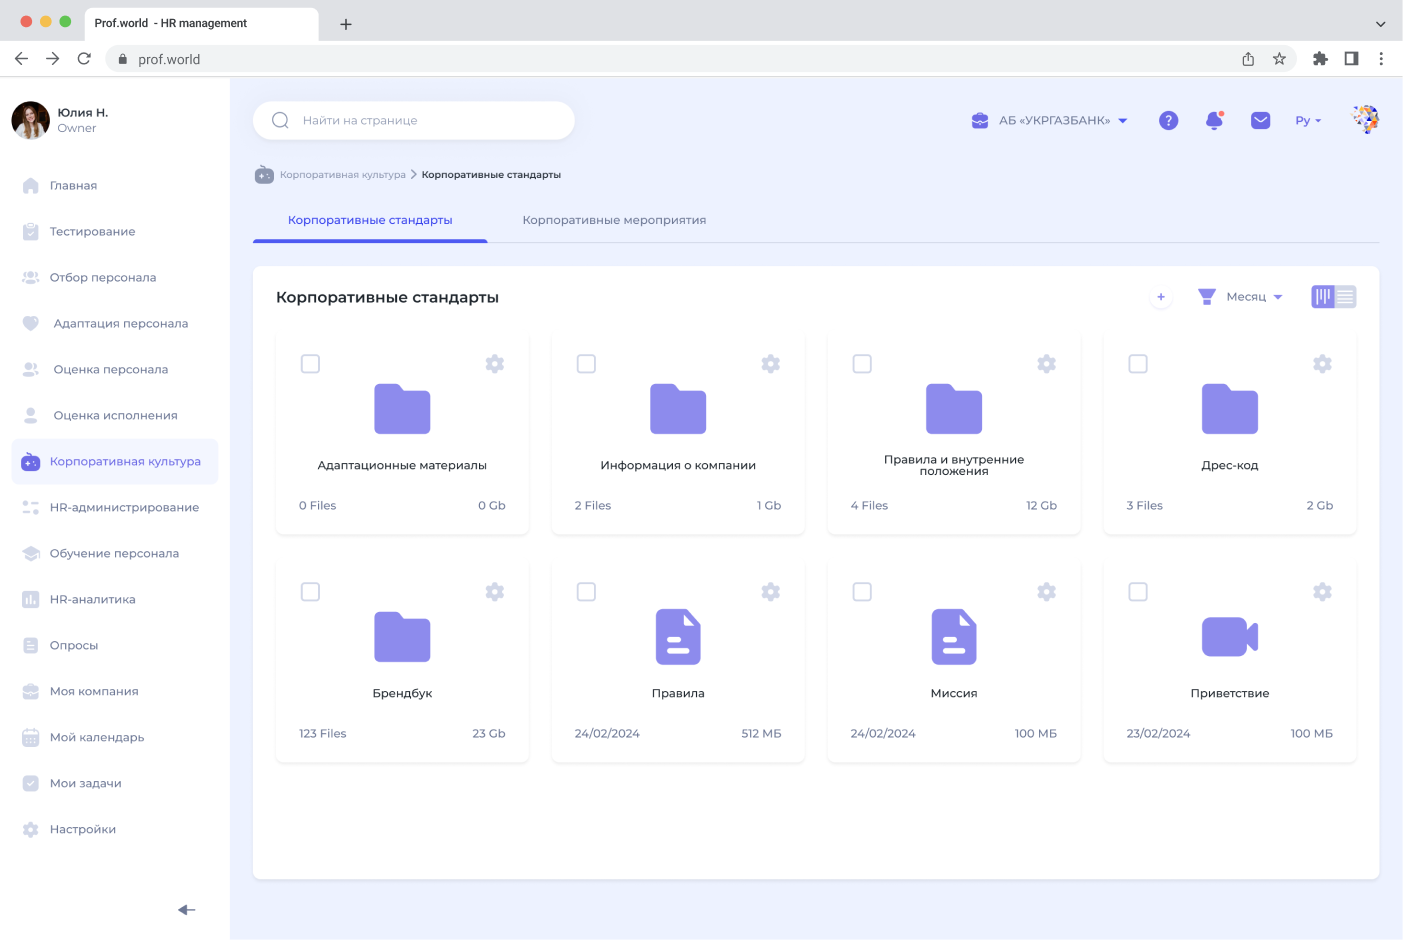 Prof.world - HR management
prof.world
Юлия Н.
Owner
Главная
Тестирование
Отбор персонала
Адаптация персонала
Оценка персонала
Оценка исполнения
Корпоративная культура
HR-администрирование
Обучение персонала
HR-аналитика
Опросы
Моя компания
Мой календарь
Мои задачи
Настройки
Найти на странице
АБ «УКРГАЗБАНК»
Ру
Корпоративная культура > Корпоративные стандарты
Корпоративные стандарты
Корпоративные мероприятия
Корпоративные стандарты
+
Месяц
Адаптационные материалы
0 Files
0 Gb
Информация о компании
2 Files
1 Gb
Правила и внутренние
положения
4 Files
12 Gb
Дрес-код
3 Files
2 Gb
Брендбук
123 Files
23 Gb
Правила
24/02/2024
512 МБ
Миссия
24/02/2024
100 МБ
Приветствие
23/02/2024
100 МБ